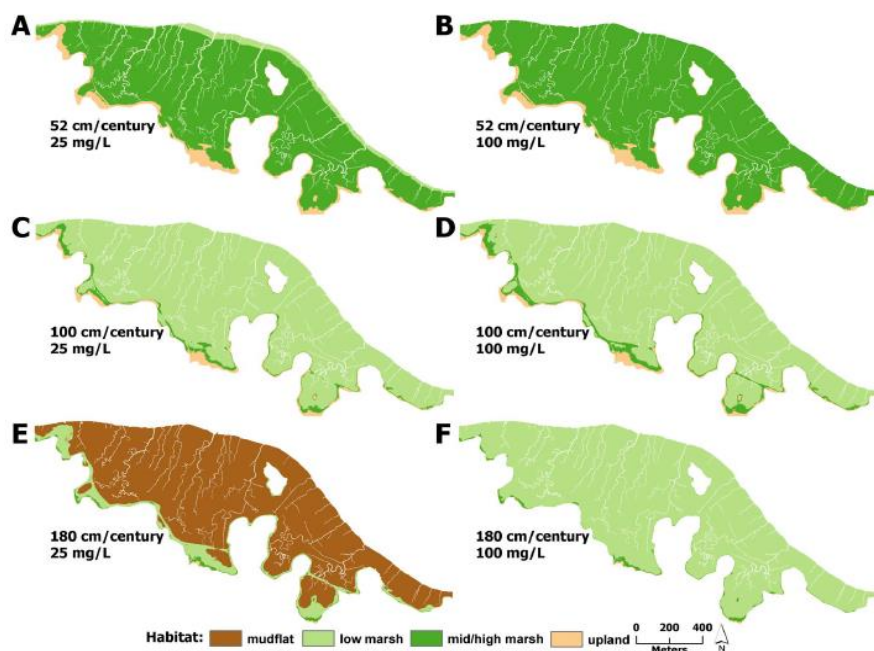 A
52 cm/century
25 mg/L
B
52 cm/century
100 mg/L
C
100 cm/century
25 mg/L
D
100 cm/century
100 mg/L
E
180 cm/century
25 mg/L
F
180 cm/century
100 mg/L
Habitat: mudflat low marsh mid/high marsh upland
0 200 400
Meters
N